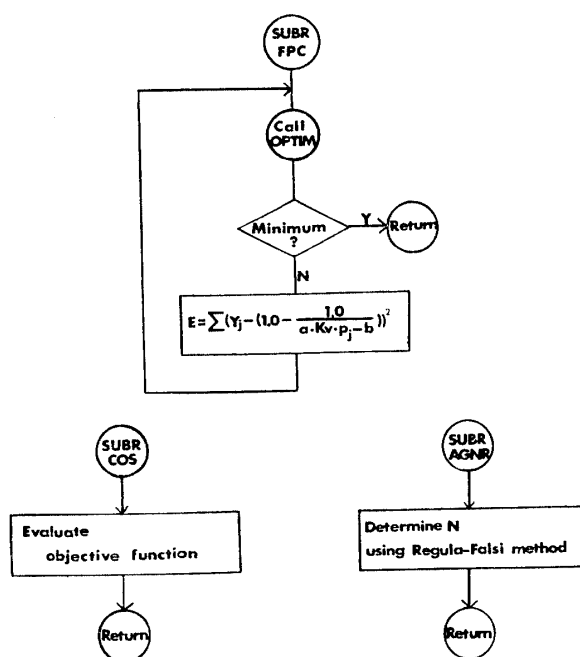 SUBR
FPC
Call
OPTIM
Minimum
?
Y
Return
N
E=∑(Yj-(1,0-1,0/(a·Kv·pj-b)))²
SUBR
COS
Evaluate
objective function
Return
SUBR
AGNR
Determine N
using Regula-Falsi method
Return